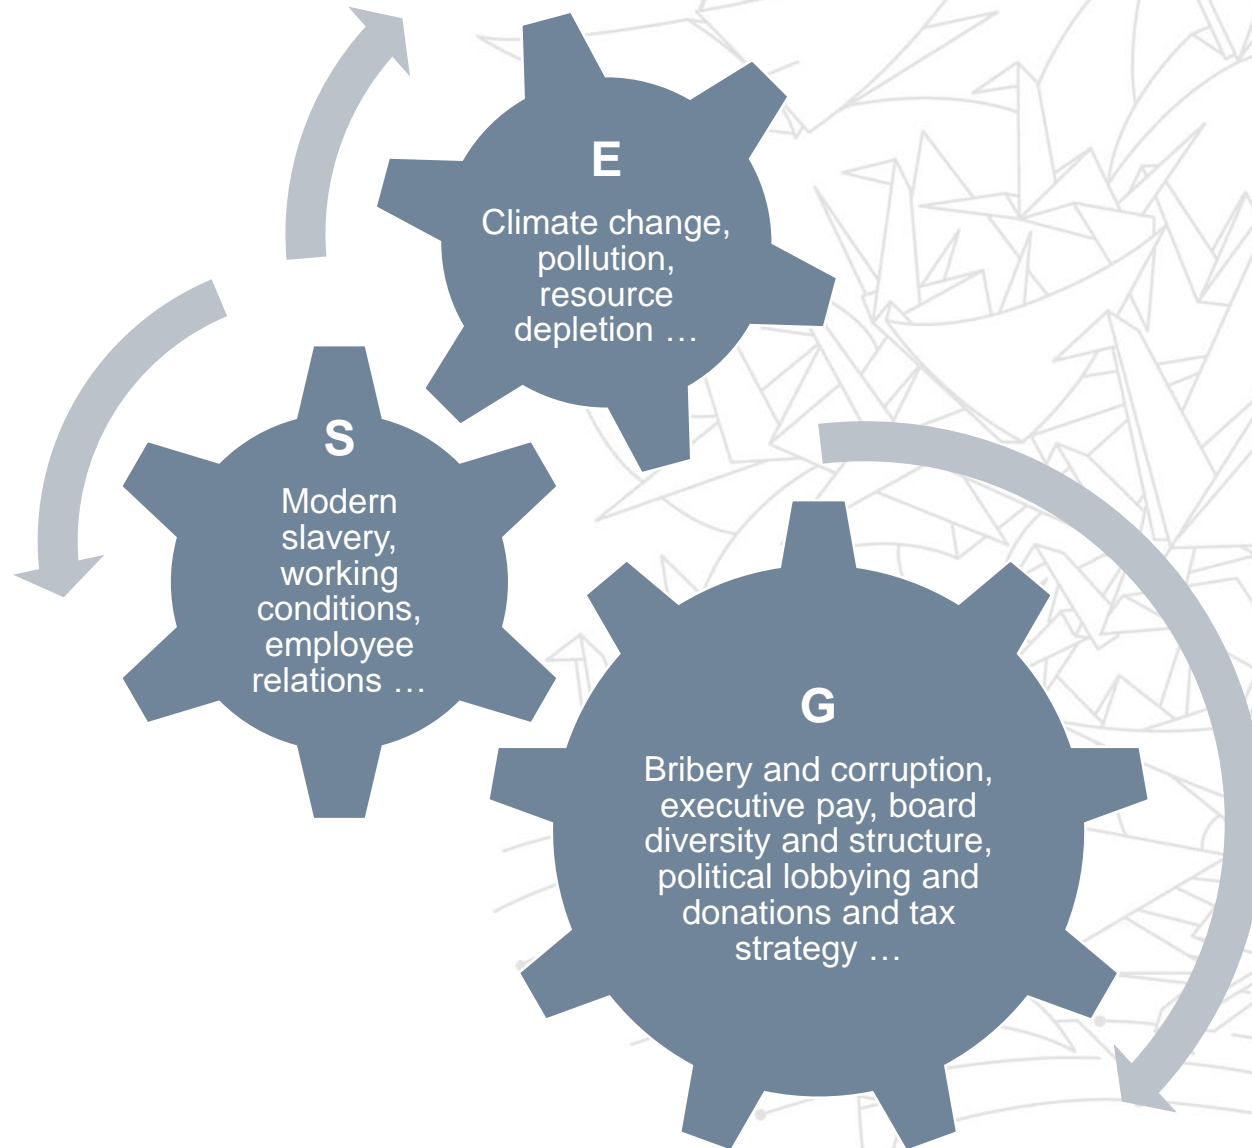 E
Climate change,
pollution,
resource
depletion …
S
Modern
slavery,
working
conditions,
employee
relations …
G
Bribery and corruption,
executive pay, board
diversity and structure,
political lobbying and
donations and tax
strategy …